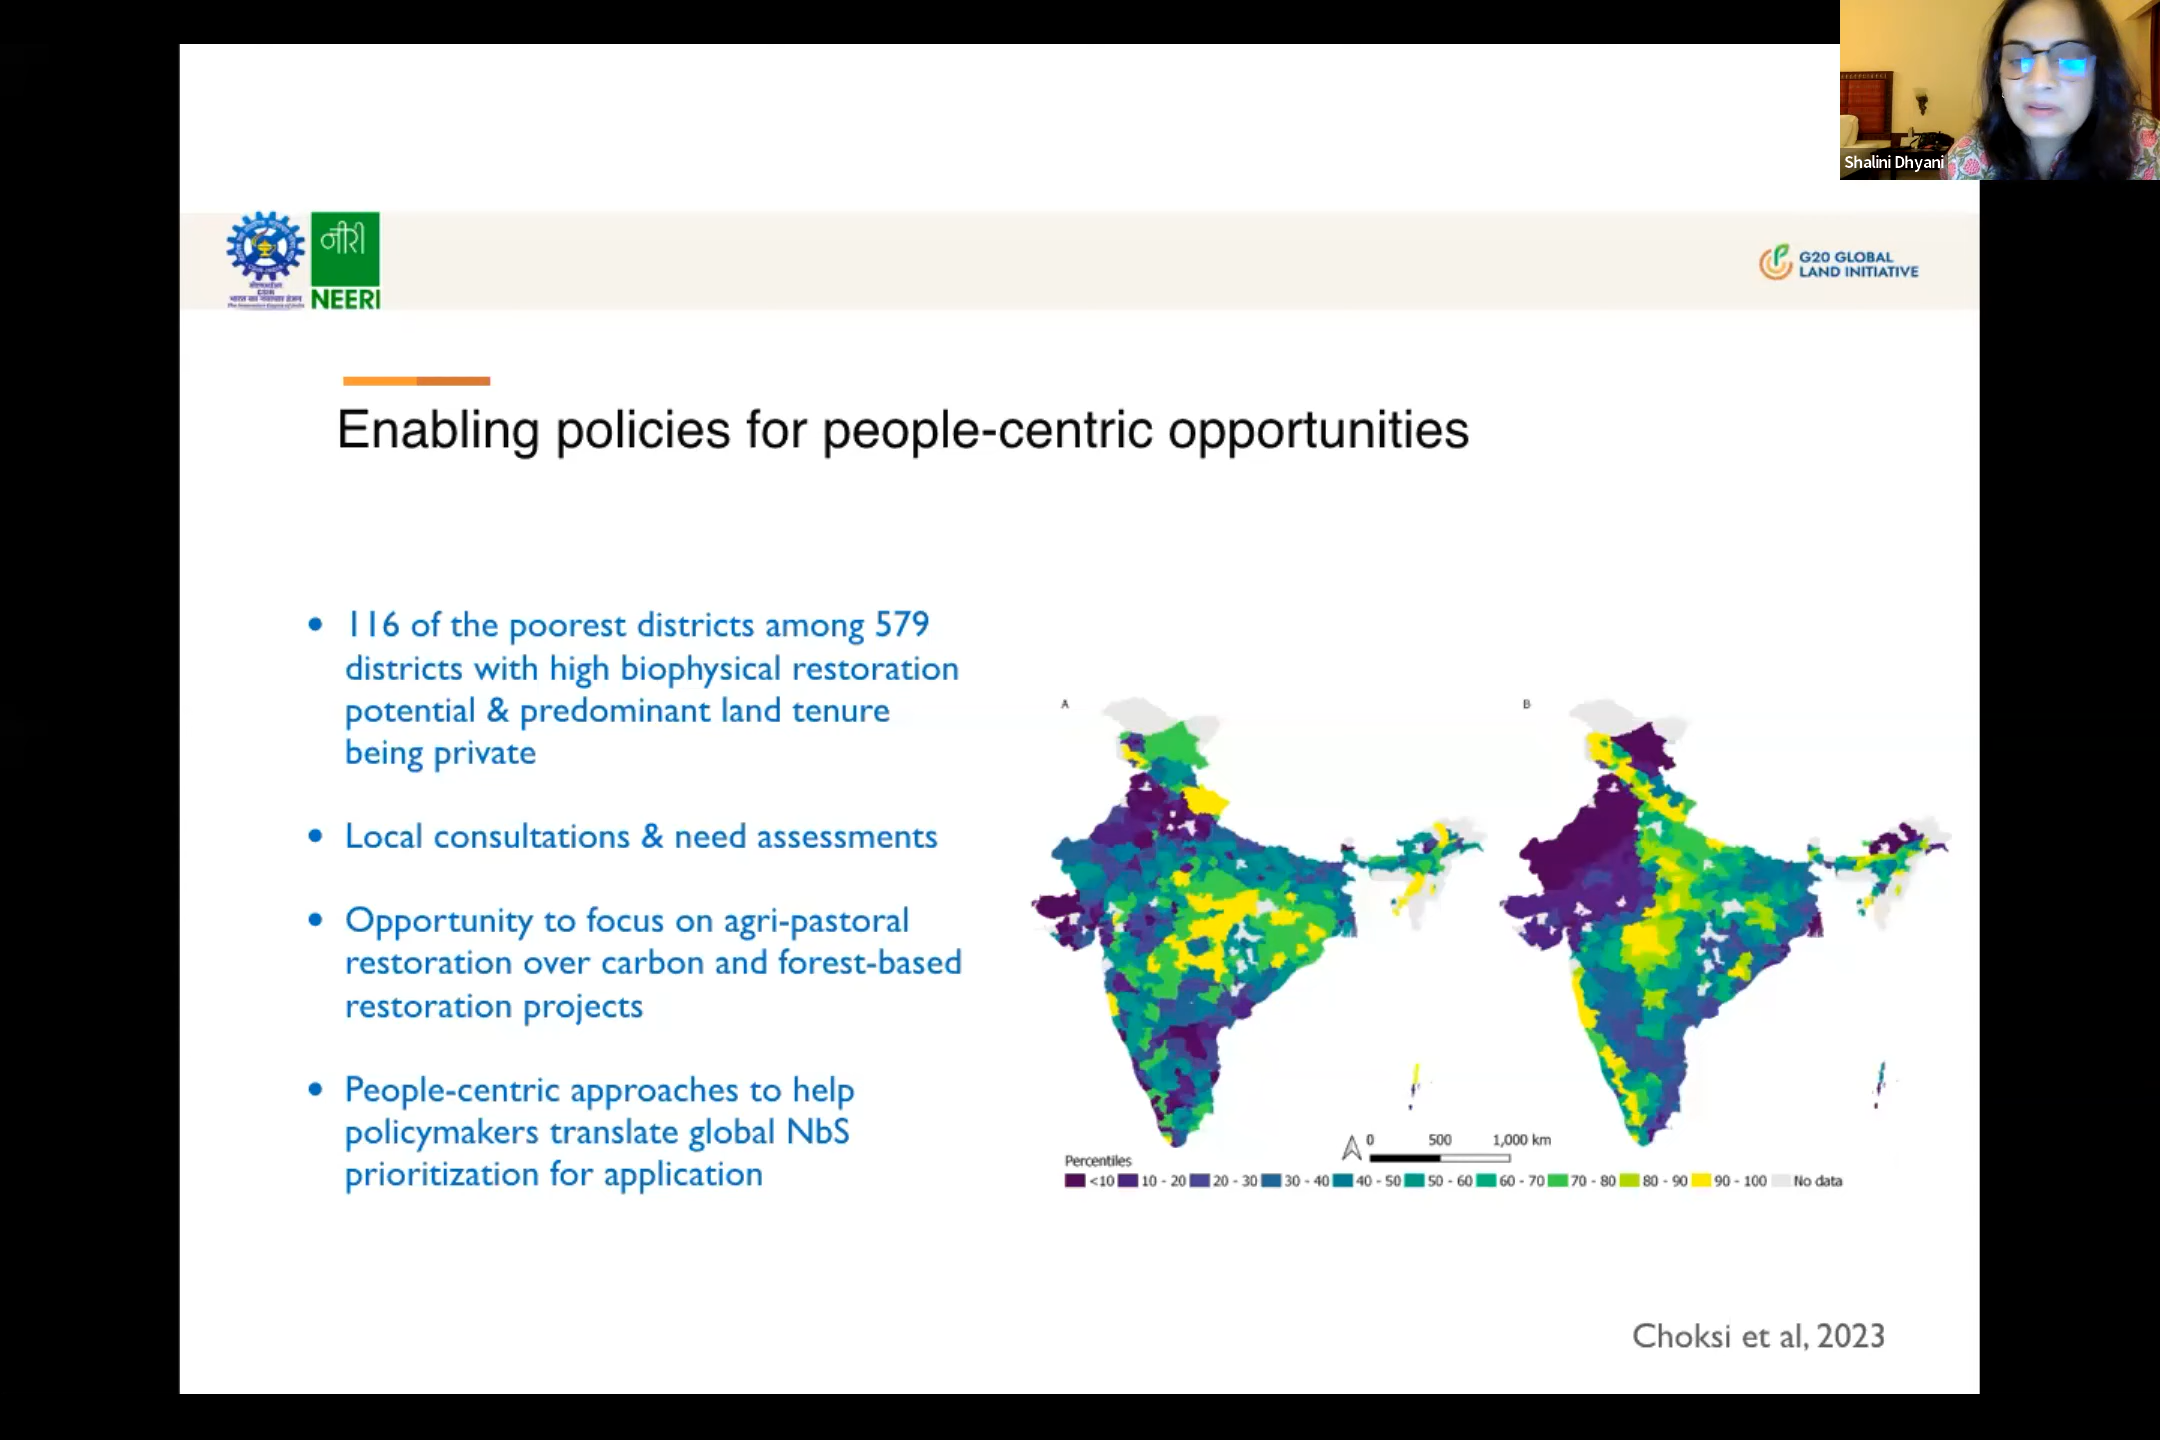 Shalini Dhyani
नीरी
NEERI
G20 GLOBAL
LAND INITIATIVE
Enabling policies for people-centric opportunities
• 116 of the poorest districts among 579
districts with high biophysical restoration
potential & predominant land tenure
being private
• Local consultations & need assessments
• Opportunity to focus on agri-pastoral
restoration over carbon and forest-based
restoration projects
• People-centric approaches to help
policymakers translate global NbS
prioritization for application
A
B
0 500 1,000 km
Percentiles
<10 10 - 20 20 - 30 30 - 40 40 - 50 50 - 60 60 - 70 70 - 80 80 - 90 90 - 100 No data
Choksi et al, 2023